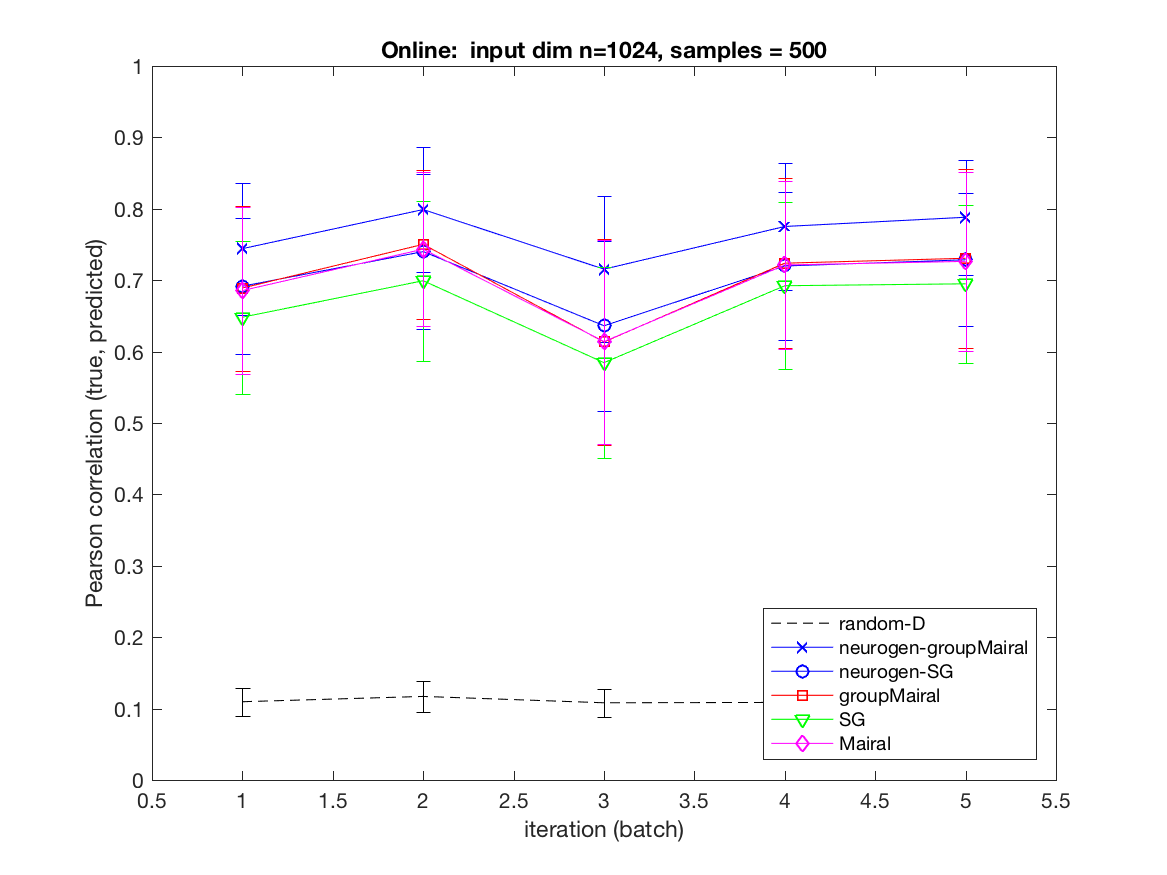 Online:  input dim n=1024, samples = 500
1
0.9
0.8
0.7
0.6
0.5
0.4
0.3
0.2
0.1
0
Pearson correlation (true, predicted)
random-D
neurogen-groupMairal
neurogen-SG
groupMairal
SG
Mairal
0.5 1 1.5 2 2.5 3 3.5 4 4.5 5 5.5
iteration (batch)